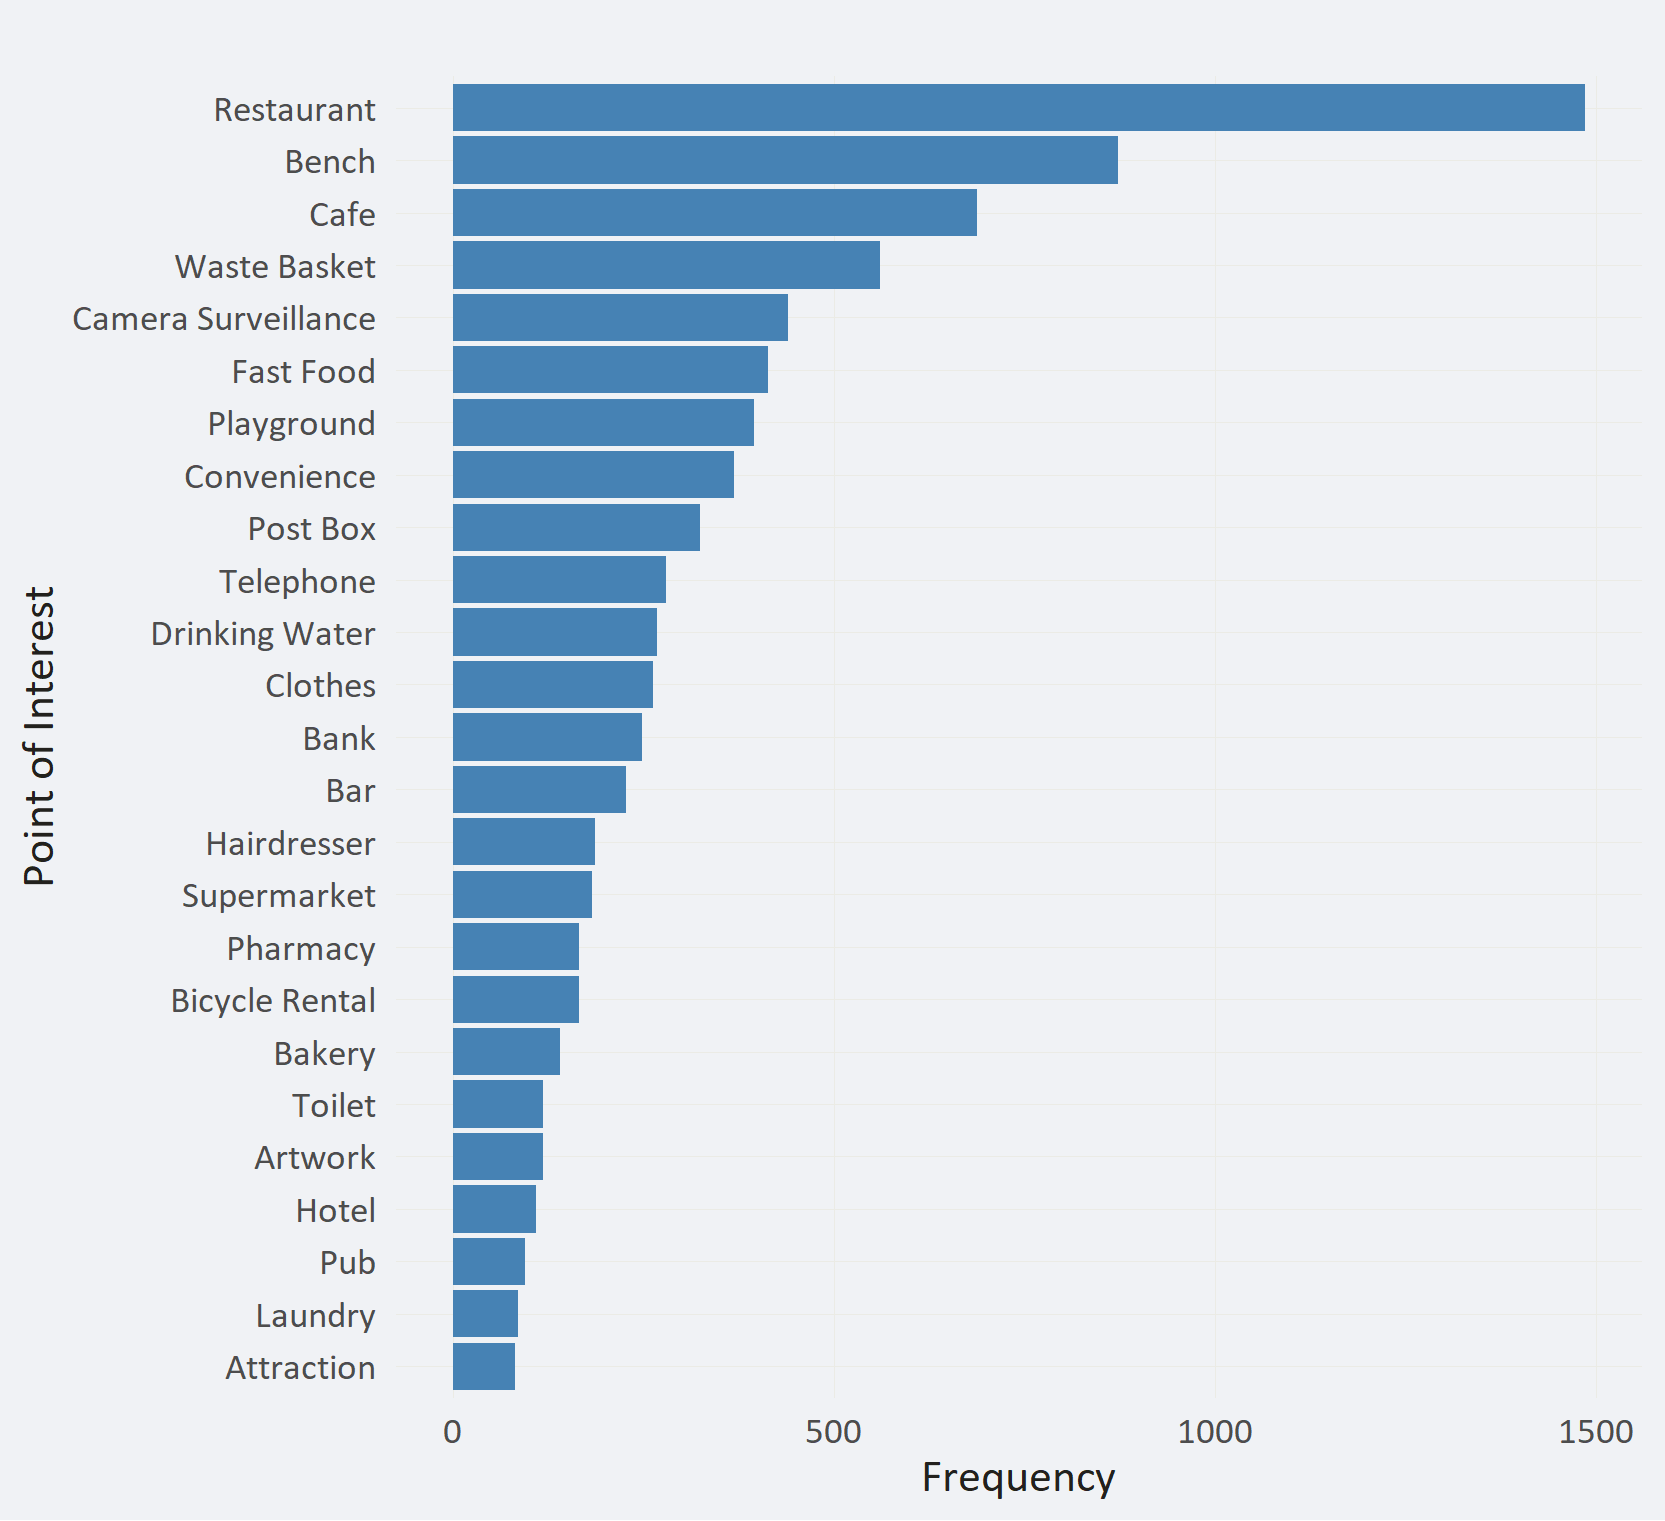 Restaurant
Bench
Cafe
Waste Basket
Camera Surveillance
Fast Food
Playground
Convenience
Post Box
Telephone
Drinking Water
Clothes
Bank
Bar
Hairdresser
Supermarket
Pharmacy
Bicycle Rental
Bakery
Toilet
Artwork
Hotel
Pub
Laundry
Attraction
Point of Interest
0 500 1000 1500
Frequency